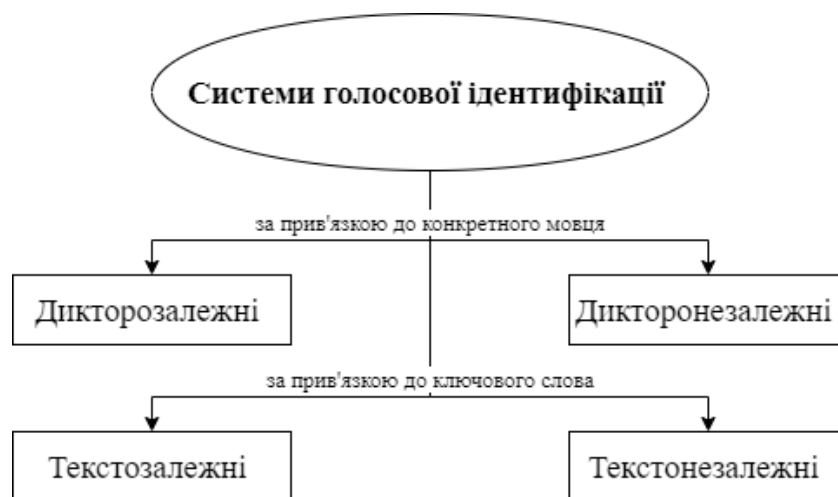 Системи голосової ідентифікації
за прив'язкою до конкретного мовця
Дикторозалежні
Дикторонезалежні
за прив'язкою до ключового слова
Текстозалежні
Текстонезалежні